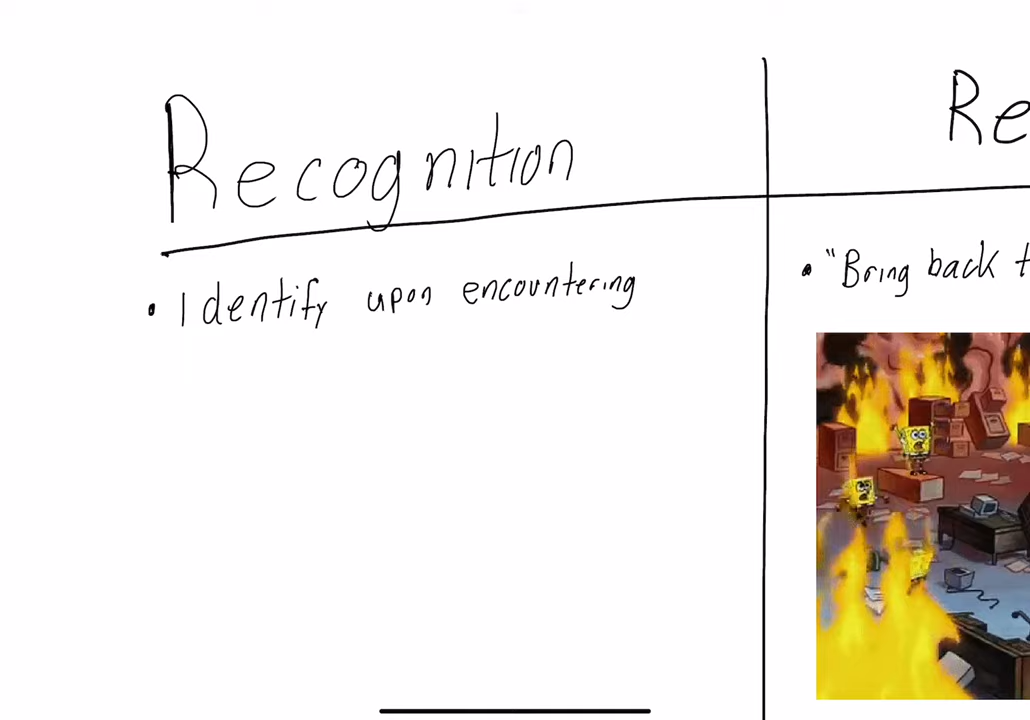 Recognition
Re
• Identify upon encountering
• "Bring back t